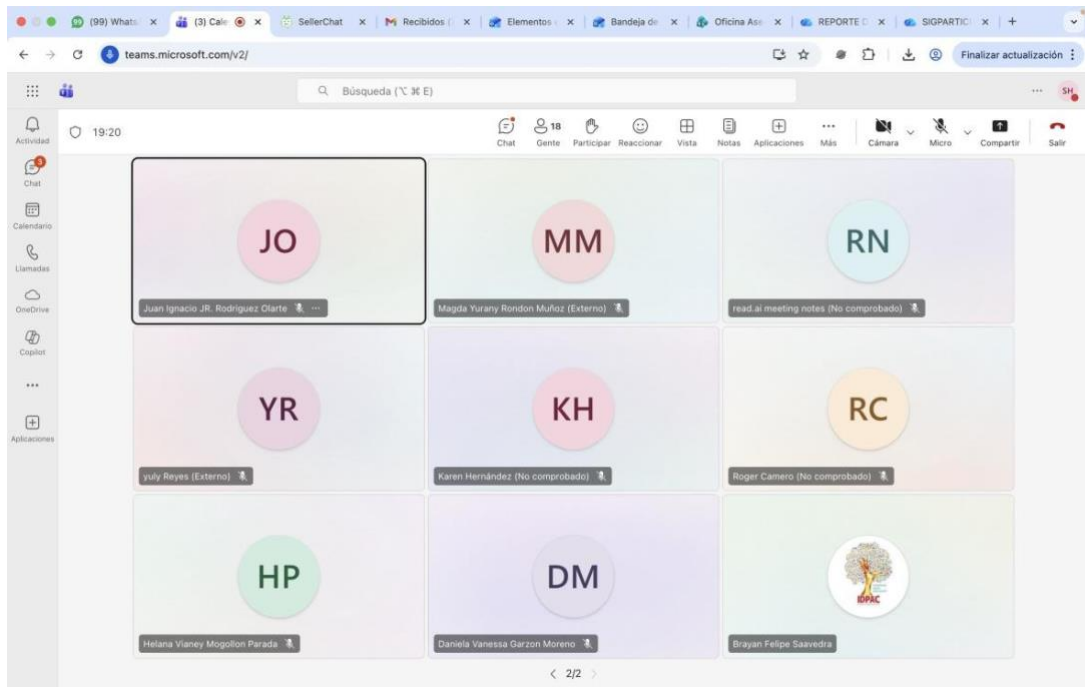 (99) Whats
(3) Cale
SellerChat
Recibidos (
Elementos
Bandeja de
Oficina Ase
REPORTE D
SIGPARTIC
teams.microsoft.com/v2/
Finalizar actualización
Búsqueda (⌥ ⌘ E)
SH
Actividad
19:20
18
Chat
Gente
Participar
Reaccionar
Vista
Notas
Aplicaciones
Más
Cámara
Micro
Compartir
Salir
3
Chat
Calendario
Llamadas
OneDrive
Copilot
Aplicaciones
JO
Juan Ignacio JR. Rodriguez Olarte
MM
Magda Yurany Rondon Muñoz (Externo)
RN
read.ai meeting notes (No comprobado)
YR
yuly Reyes (Externo)
KH
Karen Hernández (No comprobado)
RC
Roger Camero (No comprobado)
HP
Helana Vianey Mogollon Parada
DM
Daniela Vanessa Garzon Moreno
IDPAC
Brayan Felipe Saavedra
2/2